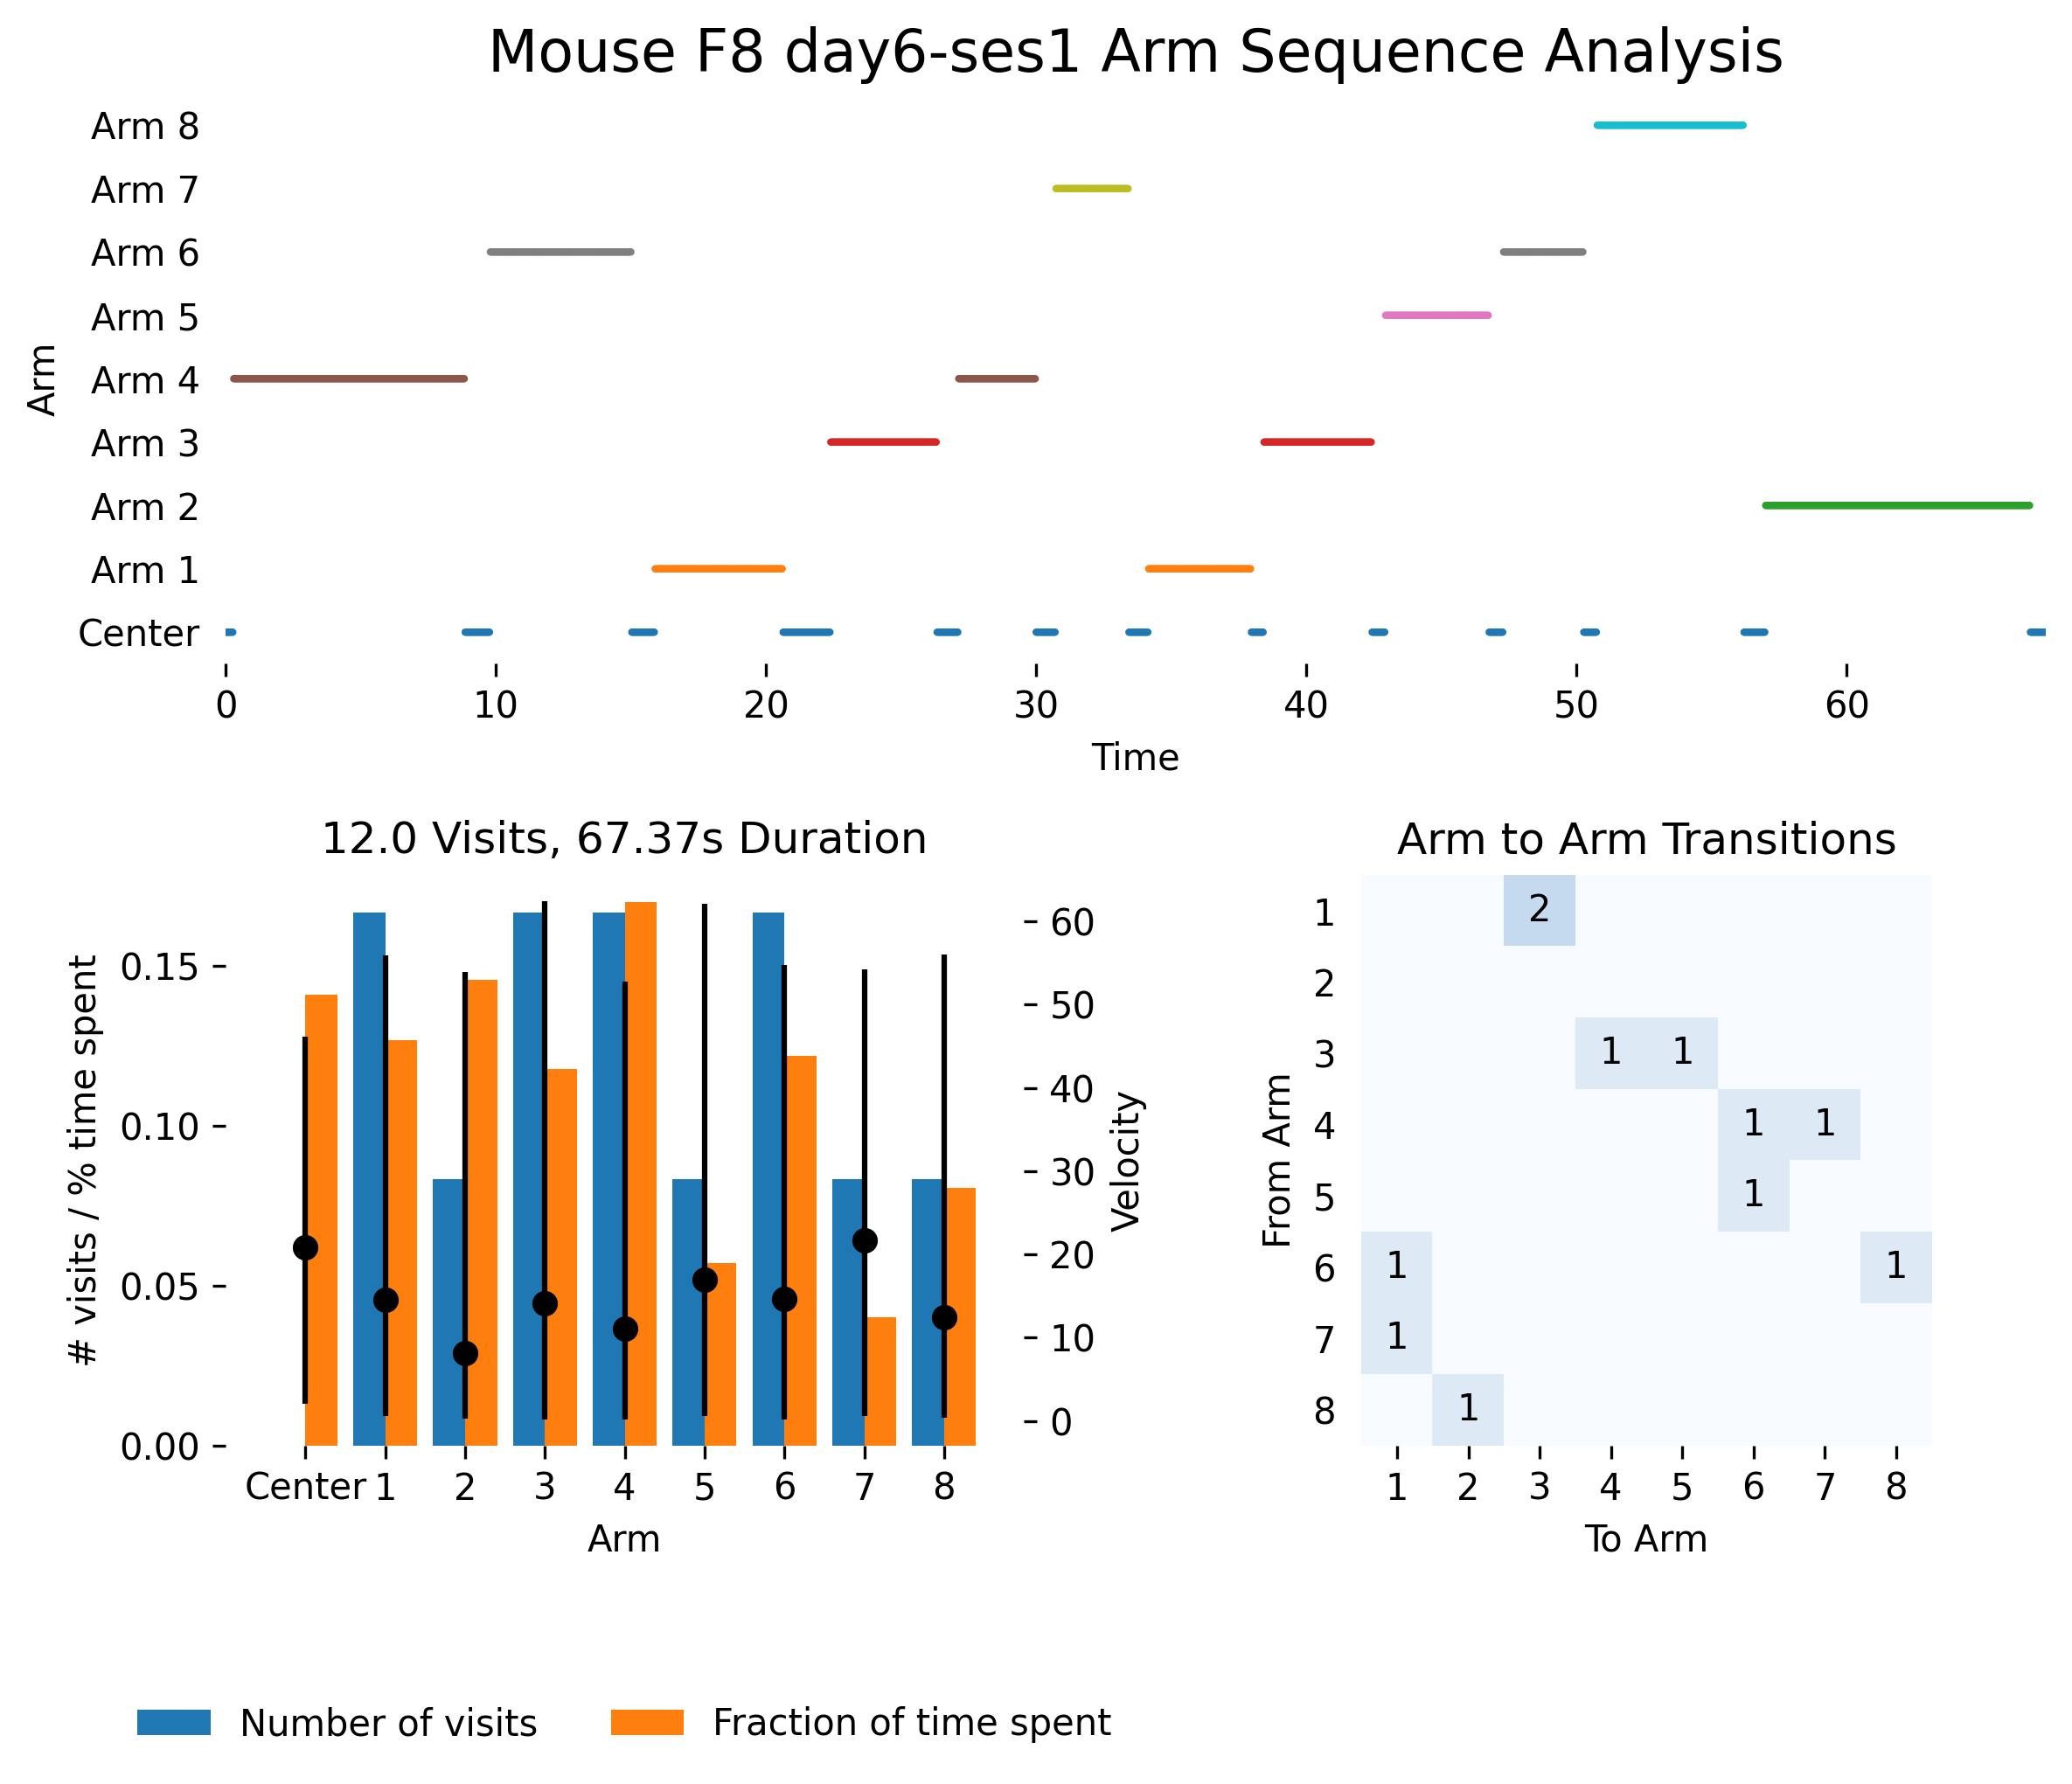 Mouse F8 day6-ses1 Arm Sequence Analysis
Arm 8
Arm 7
Arm 6
Arm 5
Arm 4
Arm 3
Arm 2
Arm 1
Center
Arm
0 10 20 30 40 50 60
Time
12.0 Visits, 67.37s Duration
0.15
0.10
0.05
0.00
# visits / % time spent
60
50
40
30
20
10
0
Velocity
Center 1 2 3 4 5 6 7 8
Arm
Arm to Arm Transitions
From Arm
1 2
2
3 1 1
4 1 1
5 1
6 1 1
7 1
8 1
1 2 3 4 5 6 7 8
To Arm
Number of visits Fraction of time spent